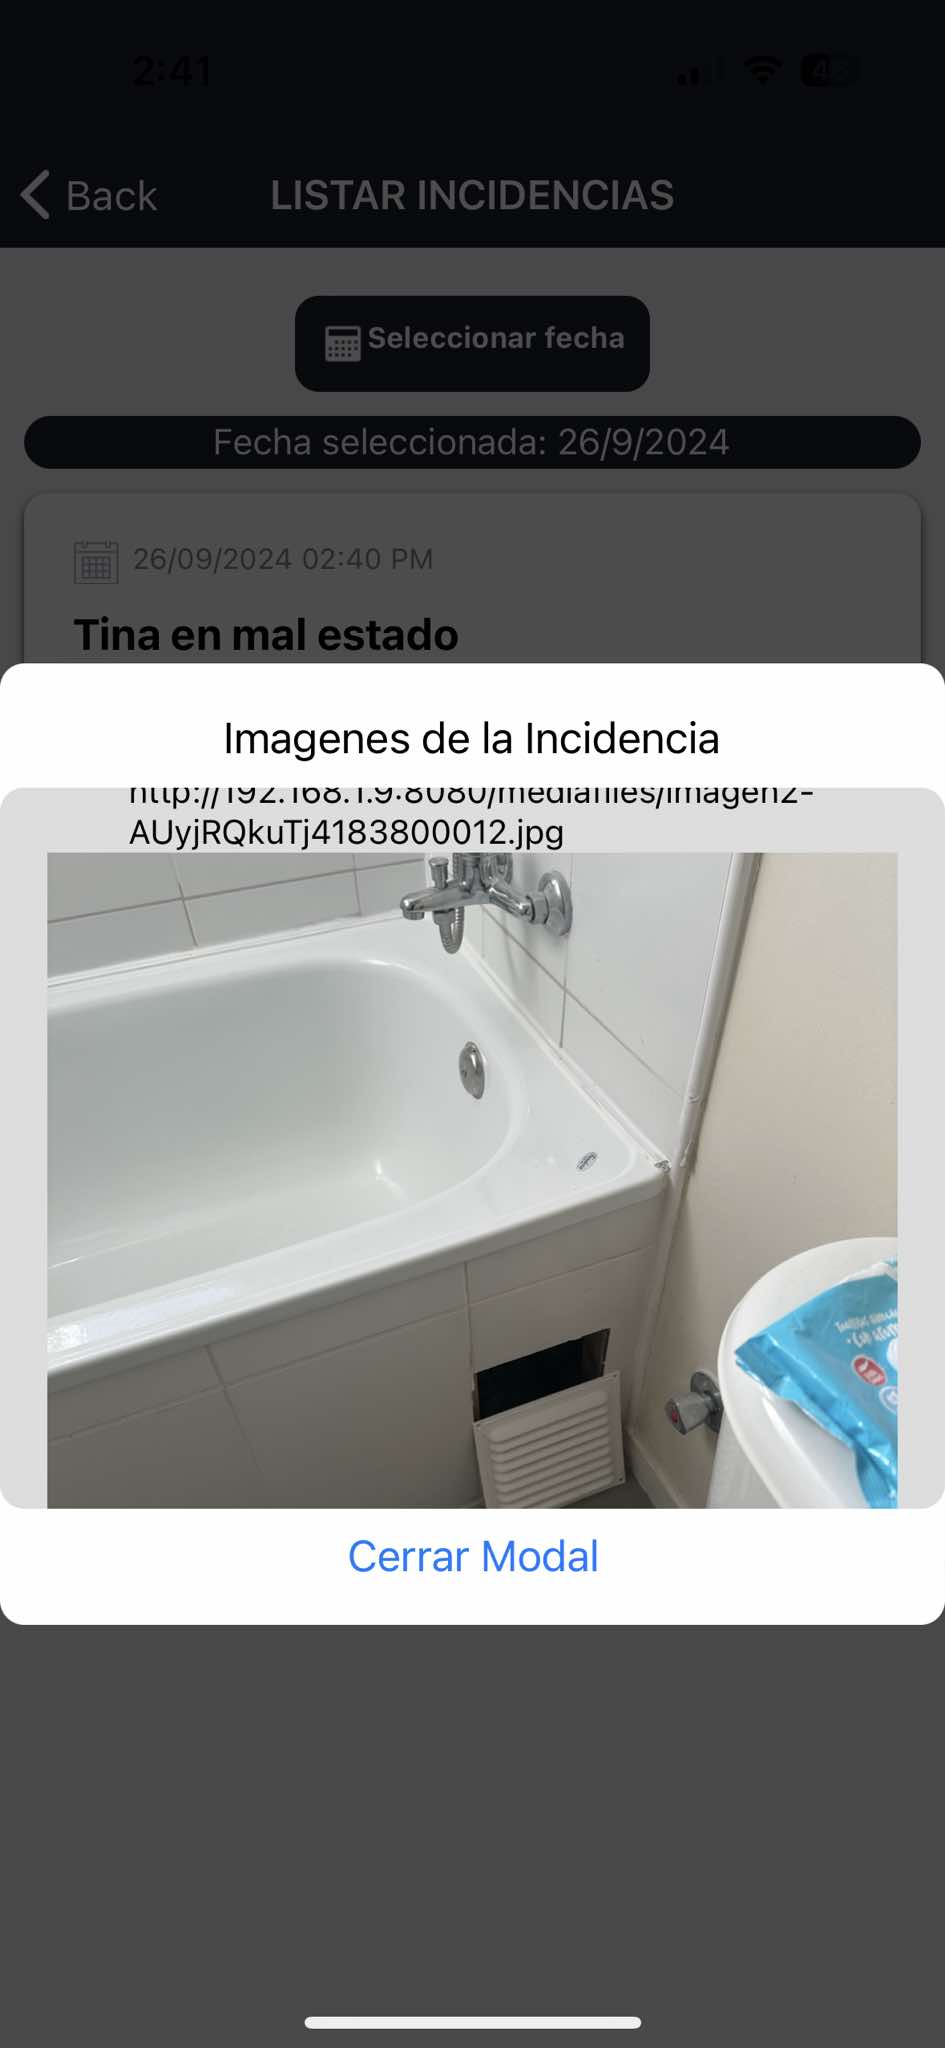 2:41
Back
LISTAR INCIDENCIAS
Seleccionar fecha
Fecha seleccionada: 26/9/2024
26/09/2024 02:40 PM
Tina en mal estado
Imagenes de la Incidencia
http://192.168.1.9:8080/mediafiles/imagen2-
AUyjRQkuTj4183800012.jpg
Cerrar Modal